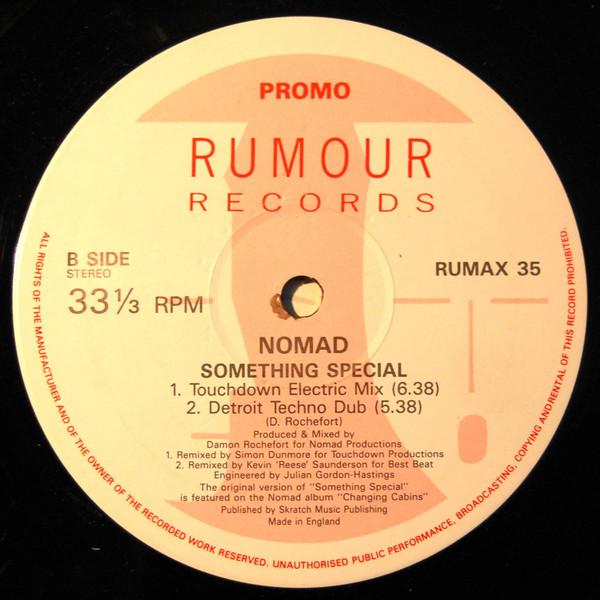 PROMO
RUMOUR
RECORDS
B SIDE
STEREO
33 1/3 RPM
RUMAX 35
NOMAD
SOMETHING SPECIAL
1. Touchdown Electric Mix (6.38)
2. Detroit Techno Dub (5.38)
(D. Rochefort)
Produced & Mixed by
Damon Rochefort for Nomad Productions
1. Remixed by Simon Dunmore for Touchdown Productions
2. Remixed by Kevin 'Reese' Saunderson for Best Beat
Engineered by Julian Gordon-Hastings
The original version of "Something Special"
is featured on the Nomad album "Changing Cabins"
Published by Skratch Music Publishing
Made in England
ALL RIGHTS OF THE MANUFACTURER AND OF THE OWNER OF THE RECORDED WORK RESERVED. UNAUTHORISED PUBLIC PERFORMANCE, BROADCASTING, COPYING ANDRENTAL OF THIS RECORD PROHIBITED.